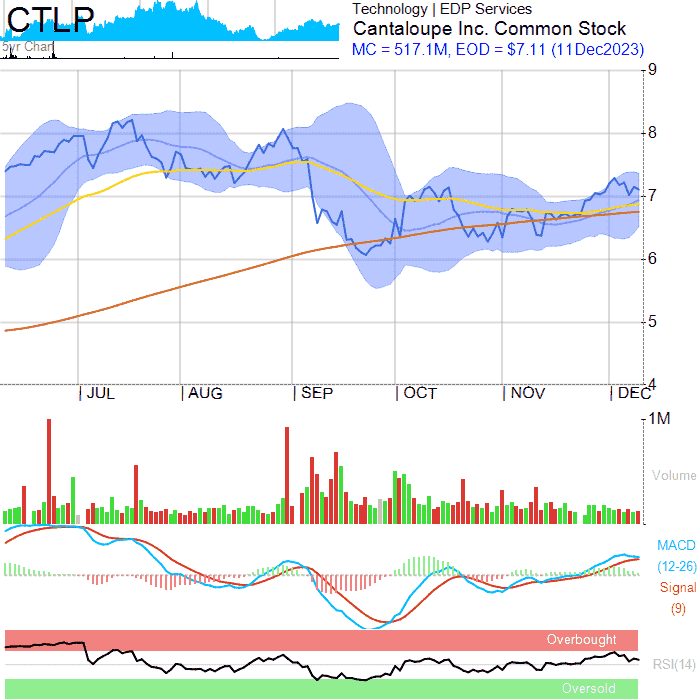 CTLP
5yr Chart
Technology | EDP Services
Cantaloupe Inc. Common Stock
MC = 517.1M, EOD = $7.11 (11Dec2023)
9
8
7
6
5
4
JUL AUG SEP OCT NOV DEC
1M
Volume
MACD
(12-26)
Signal
(9)
Overbought
RSI(14)
Oversold